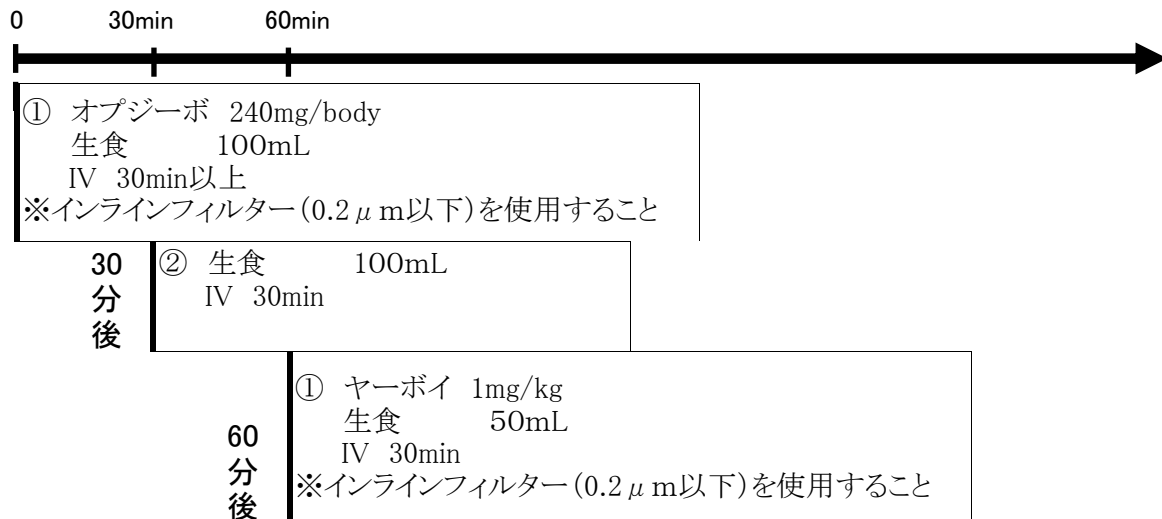 0 30min 60min
① オプジーボ 240mg/body
生食 100mL
Ⅳ 30min以上
※インラインフィルター(0.2μm以下)を使用すること
30
分
後
② 生食 100mL
Ⅳ 30min
① ヤーボイ 1mg/kg
生食 50mL
Ⅳ 30min
※インラインフィルター(0.2μm以下)を使用すること
60
分
後